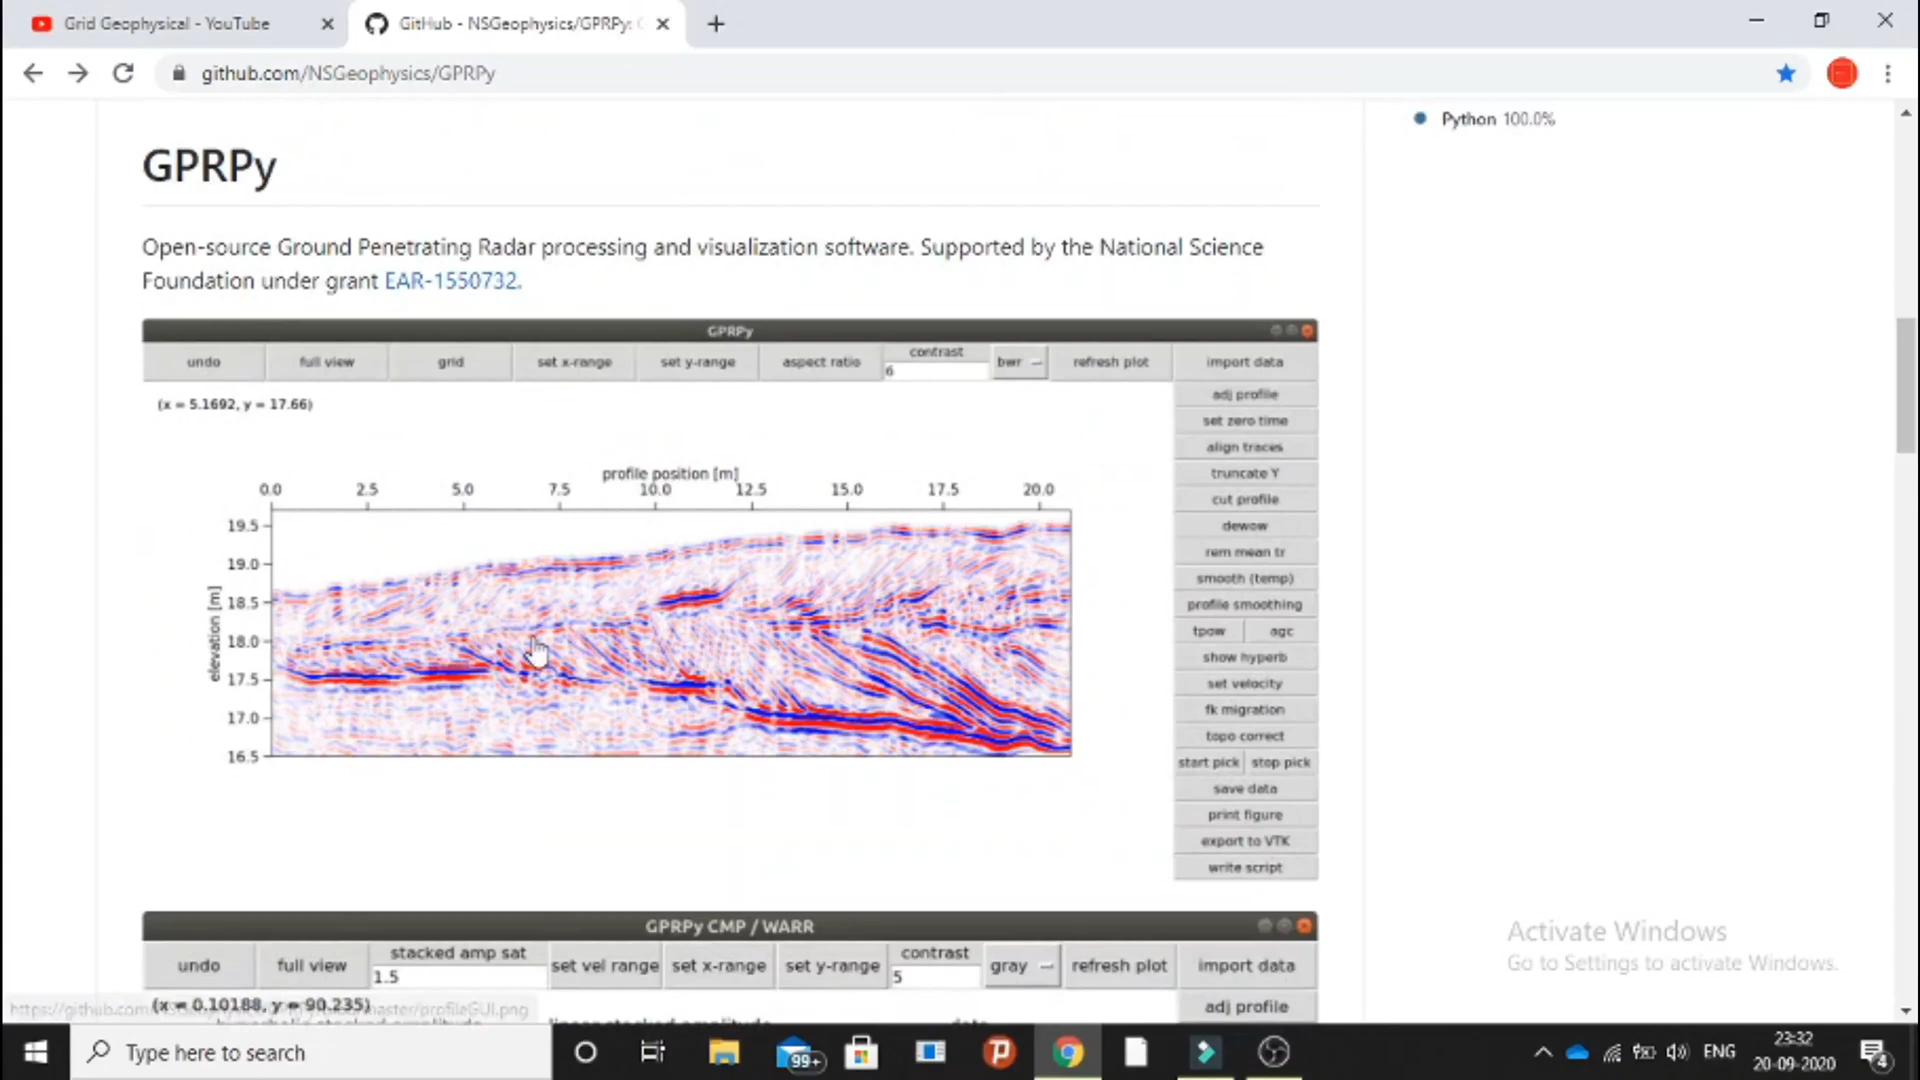 Grid Geophysical - YouTube
GitHub - NSGeophysics/GPRPy:
github.com/NSGeophysics/GPRPy
Python 100.0%
GPRPy
Open-source Ground Penetrating Radar processing and visualization software. Supported by the National Science
Foundation under grant EAR-1550732.
GPRPy
undo full view grid set x-range set y-range aspect ratio contrast 6 bwr refresh plot import data
(x = 5.1692, y = 17.66)
adj profile
set zero time
align traces
truncate Y
cut profile
dewow
rem mean tr
smooth (temp)
profile smoothing
tpow agc
show hyperb
set velocity
fk migration
topo correct
start pick stop pick
save data
print figure
export to VTK
write script
profile position [m]
0.0 2.5 5.0 7.5 10.0 12.5 15.0 17.5 20.0
elevation [m]
19.5
19.0
18.5
18.0
17.5
17.0
16.5
GPRPy CMP / WARR
undo full view stacked amp sat 1.5 set vel range set x-range set y-range contrast 5 gray refresh plot import data
(x = 0.10188, y = 90.235)
adj profile
Activate Windows
Go to Settings to activate Windows.
Type here to search
99+
ENG
23:32
20-09-2020
4